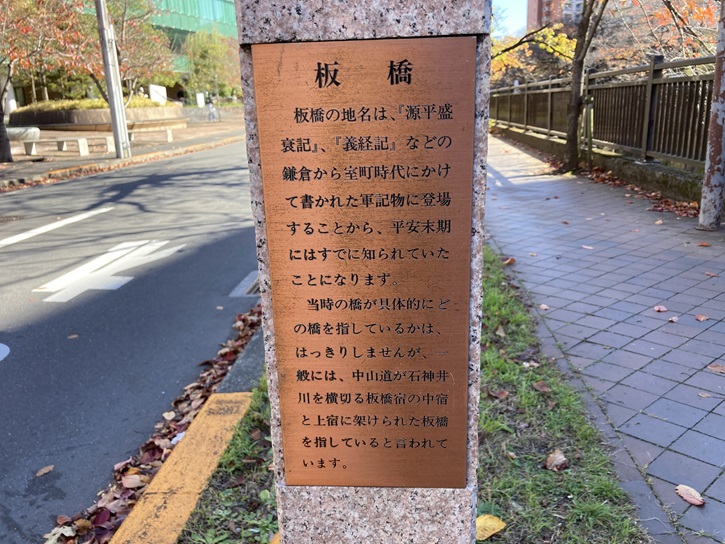 板橋
板橋の地名は、『源平盛
衰記』、『義経記』などの
鎌倉から室町時代にかけ
て書かれた軍記物に登場
することから、平安末期
にはすでに知られていた
ことになります。
当時の橋が具体的にど
の橋を指しているかは、
はっきりしませんが、一
般には、中山道が石神井
川を横切る板橋宿の中宿
と上宿に架けられた板橋
を指していると言われて
います。